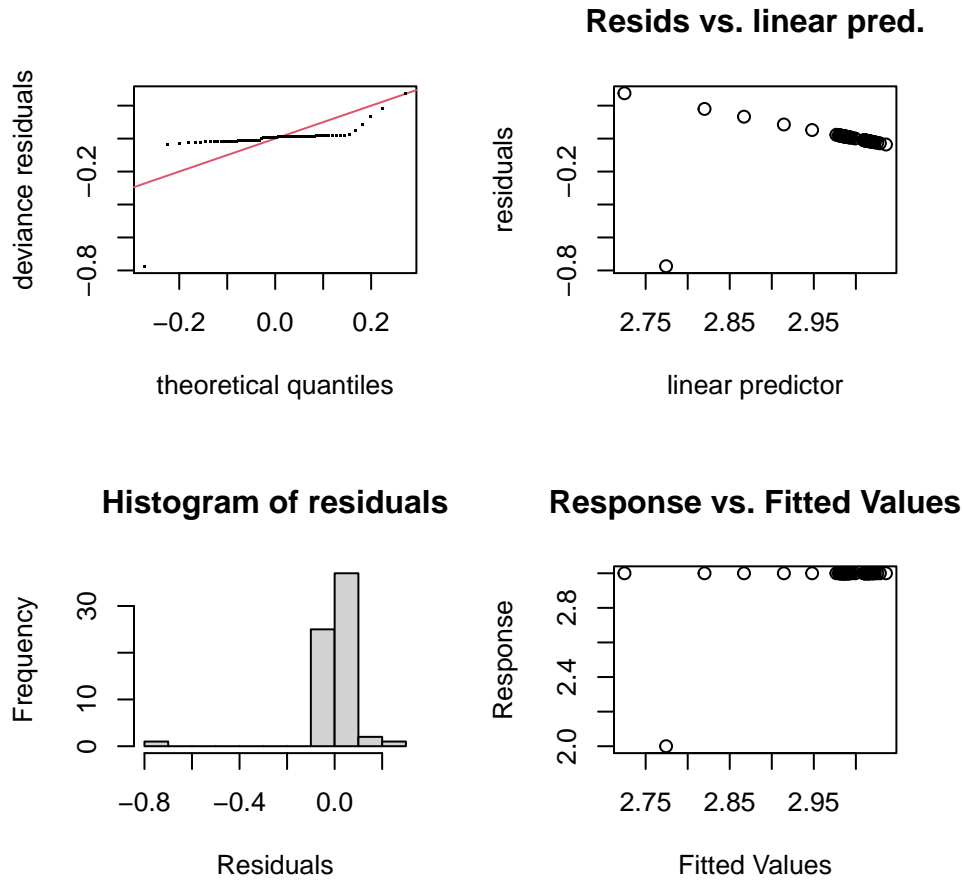 Resids vs. linear pred.
deviance residuals
−0.2
−0.8
−0.2 0.0 0.2
theoretical quantiles
residuals
−0.2
−0.8
2.75 2.85 2.95
linear predictor
Histogram of residuals
Frequency
30
10
0
−0.8 −0.4 0.0
Residuals
Response vs. Fitted Values
Response
2.8
2.4
2.0
2.75 2.85 2.95
Fitted Values